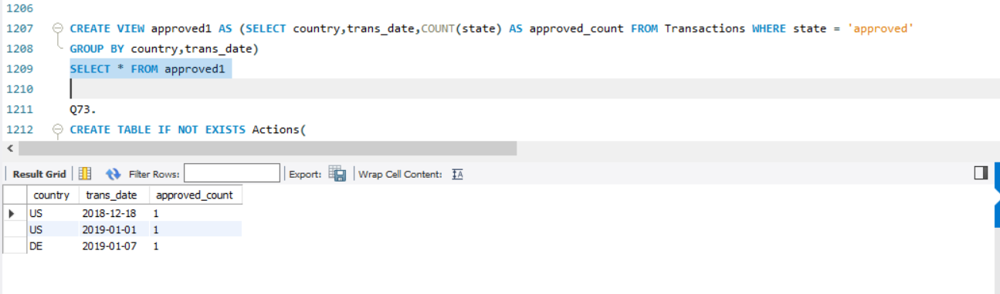 1206
1207 CREATE VIEW approved1 AS (SELECT country,trans_date,COUNT(state) AS approved_count FROM Transactions WHERE state = 'approved'
1208 GROUP BY country,trans_date)
1209 SELECT * FROM approved1
1210
1211 Q73.
1212 CREATE TABLE IF NOT EXISTS Actions(
Result Grid Filter Rows: Export: Wrap Cell Content: IA
country trans_date approved_count
US 2018-12-18 1
US 2019-01-01 1
DE 2019-01-07 1